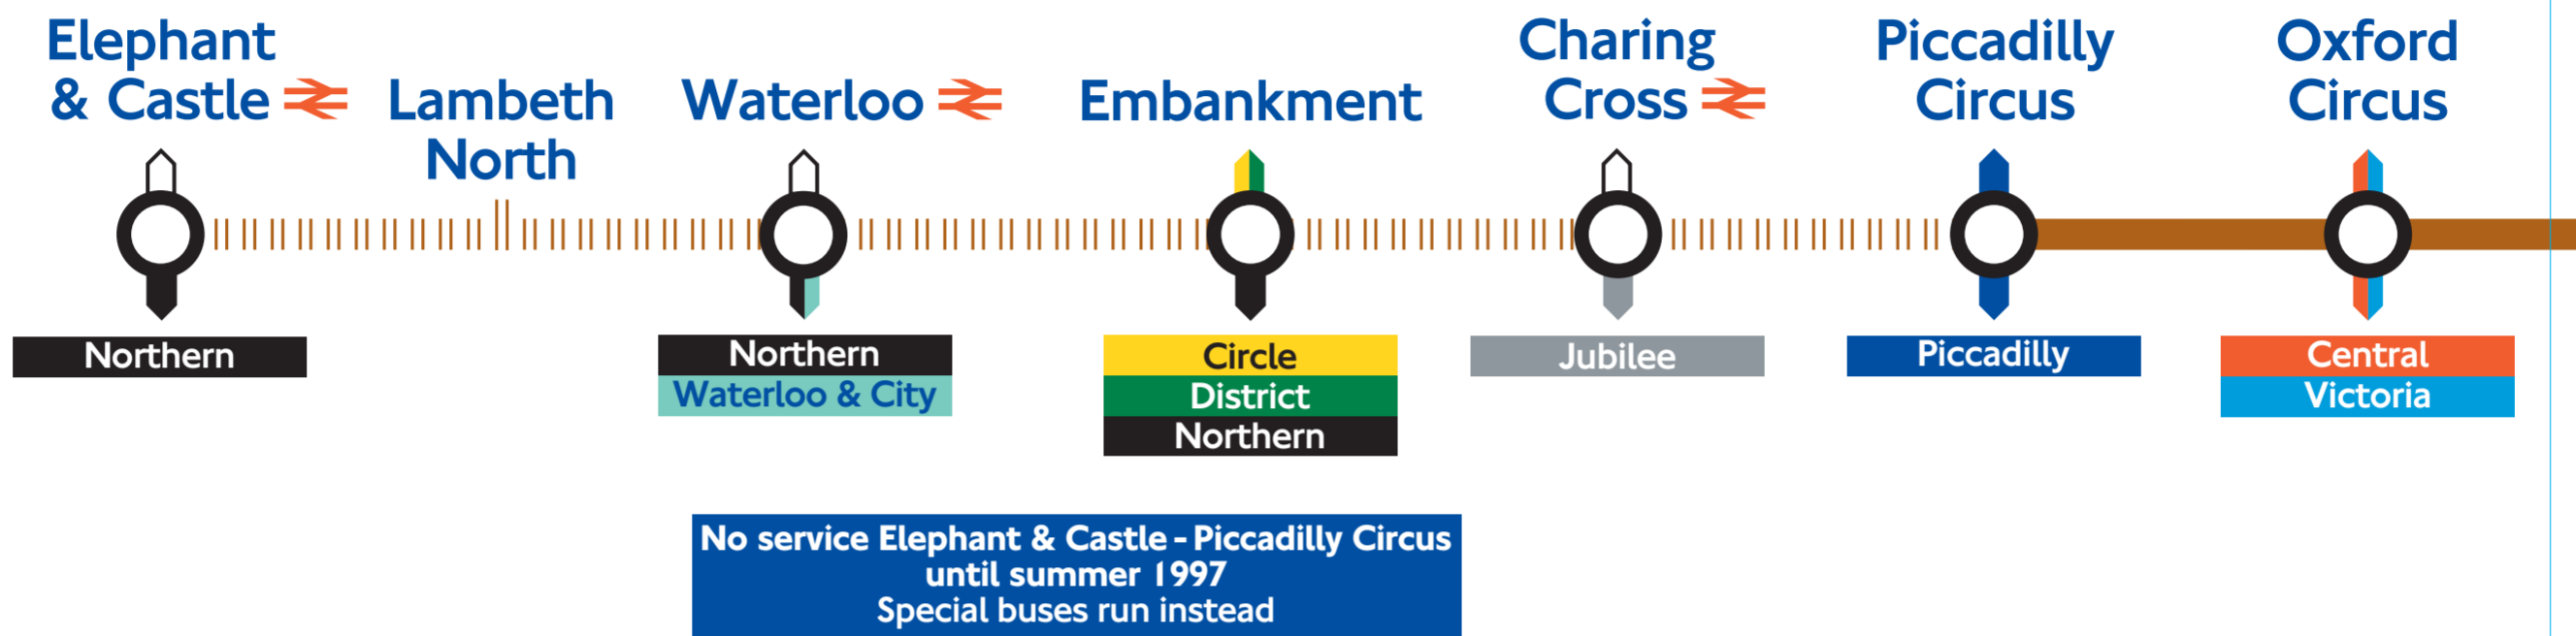 Elephant
& Castle
Lambeth
North
Waterloo
Embankment
Charing
Cross
Piccadilly
Circus
Oxford
Circus
Northern
Northern
Waterloo & City
Circle
District
Northern
Jubilee
Piccadilly
Central
Victoria
No service Elephant & Castle - Piccadilly Circus
until summer 1997
Special buses run instead